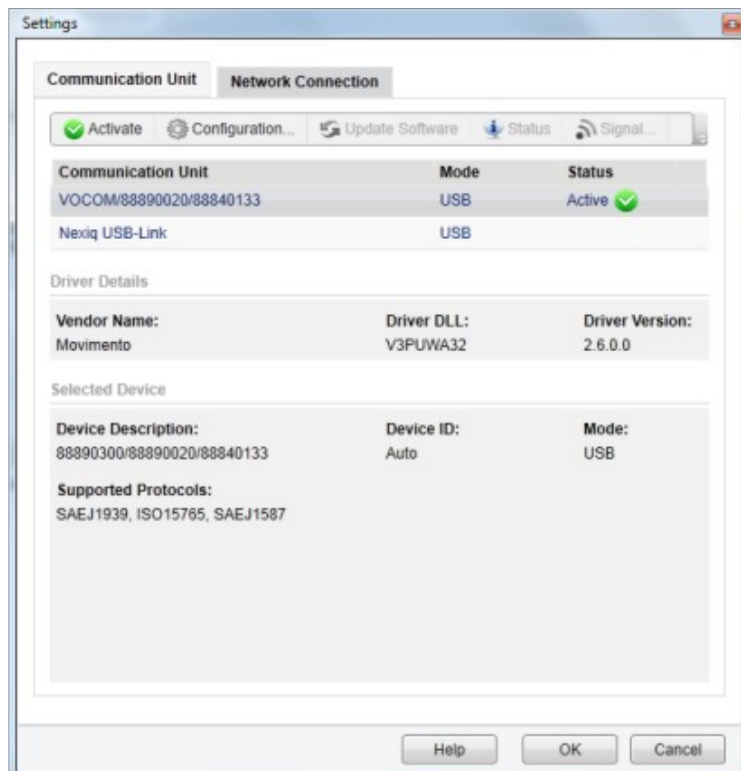 Settings
Communication Unit Network Connection
Activate Configuration... Update Software Status Signal...
Communication Unit Mode Status
VOCOM/88890020/88840133 USB Active
Nexiq USB-Link USB
Driver Details
Vendor Name: Driver DLL: Driver Version:
Movimento V3PUWA32 2.6.0.0
Selected Device
Device Description: Device ID: Mode:
88890300/88890020/88840133 Auto USB
Supported Protocols:
SAEJ1939, ISO15765, SAEJ1587
Help OK Cancel